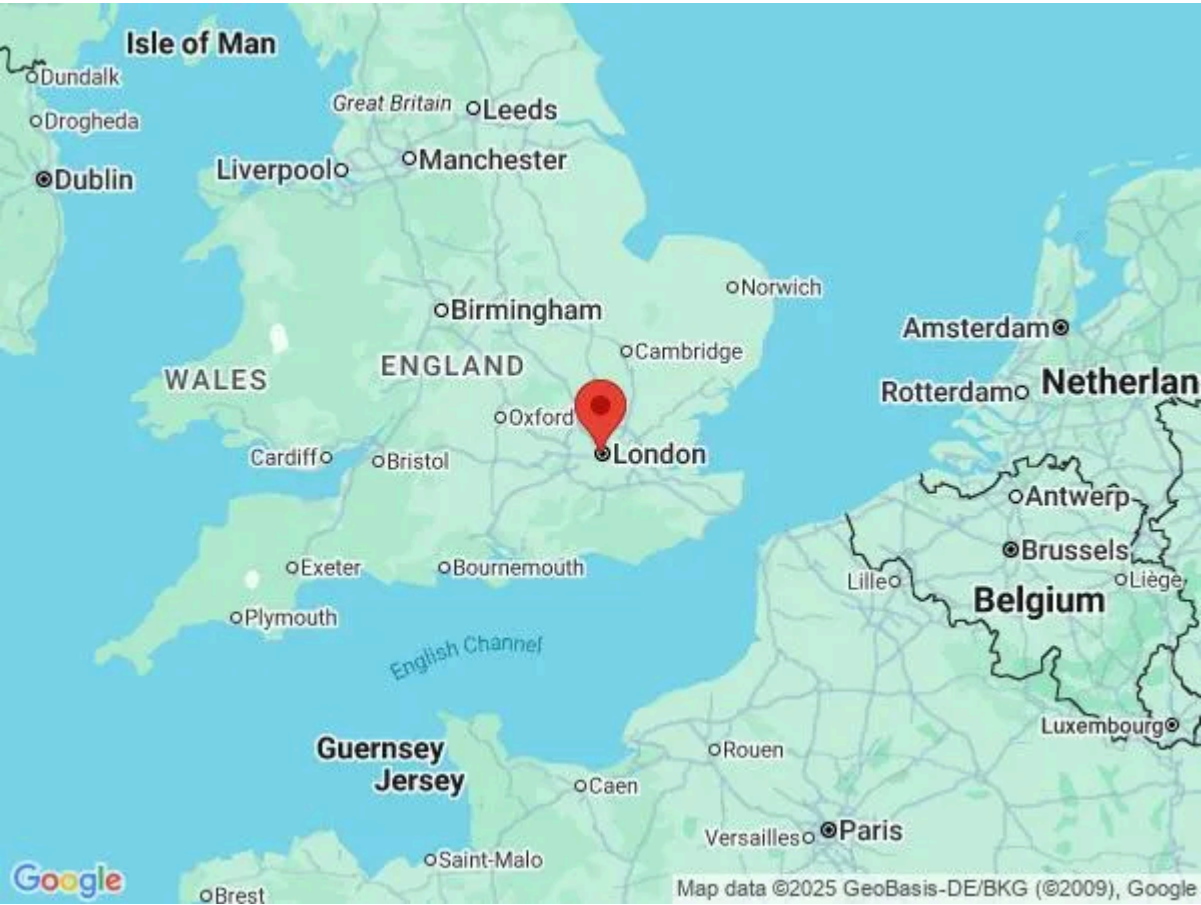 Isle of Man
Dundalk
Great Britain
Leeds
Drogheda
Manchester
Liverpool
Dublin
Norwich
Birmingham
Amsterdam
Cambridge
ENGLAND
WALES
Netherlan
Rotterdam
Oxford
London
Cardiff
Bristol
Antwerp
Brussels
Exeter
Bournemouth
Lille
Liège
Belgium
Plymouth
English Channel
Luxembourg
Guernsey
Rouen
Jersey
Caen
Paris
Versailles
Saint-Malo
Google
Brest
Map data ©2025 GeoBasis-DE/BKG (©2009), Google